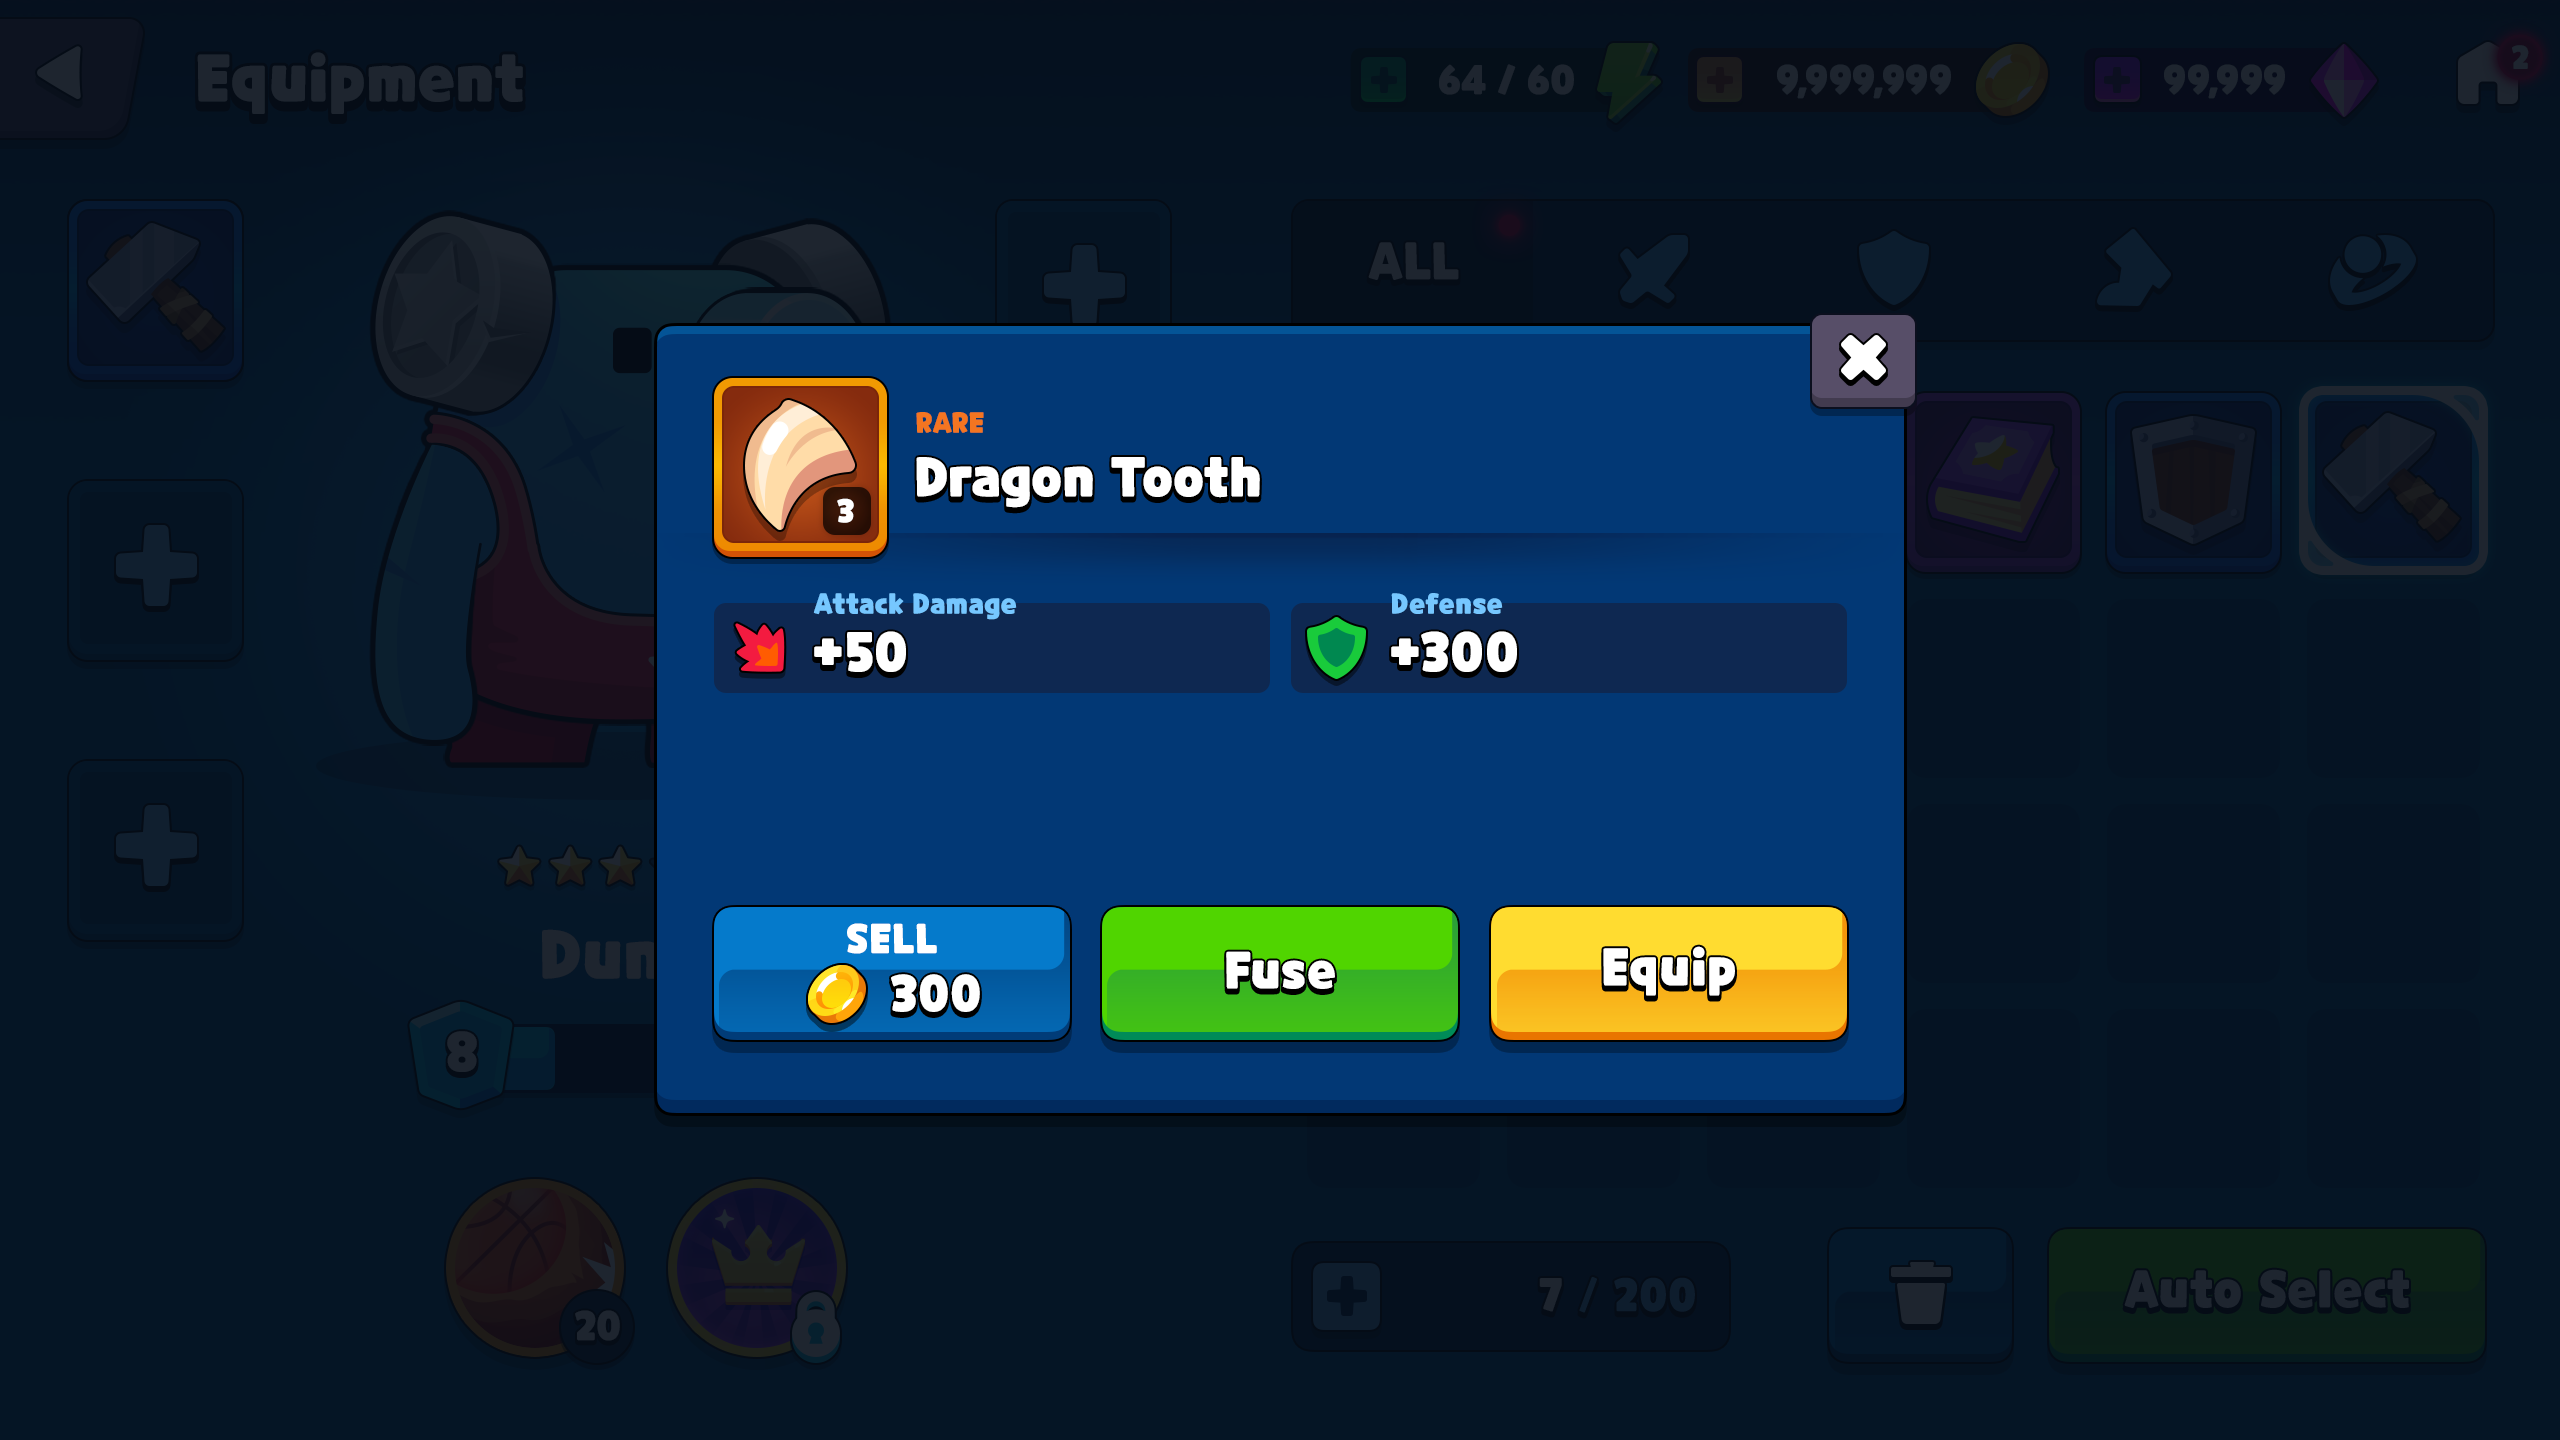 Equipment
64 / 60
9,999,999
99,999
2
ALL
RARE
Dragon Tooth
3
Attack Damage
+50
Defense
+300
SELL
300
Fuse
Equip
8
20
7 / 200
Auto Select